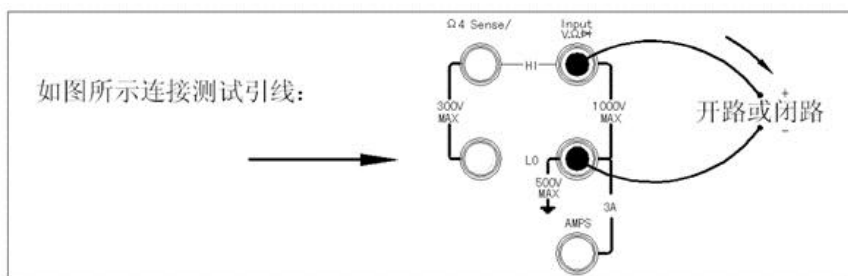 Ω4 Sense/
Input
VΩ
HI
如图所示连接测试引线：
300V
MAX
1000V
MAX
+
开路或闭路
-
LO
500V
MAX
3A
AMPS